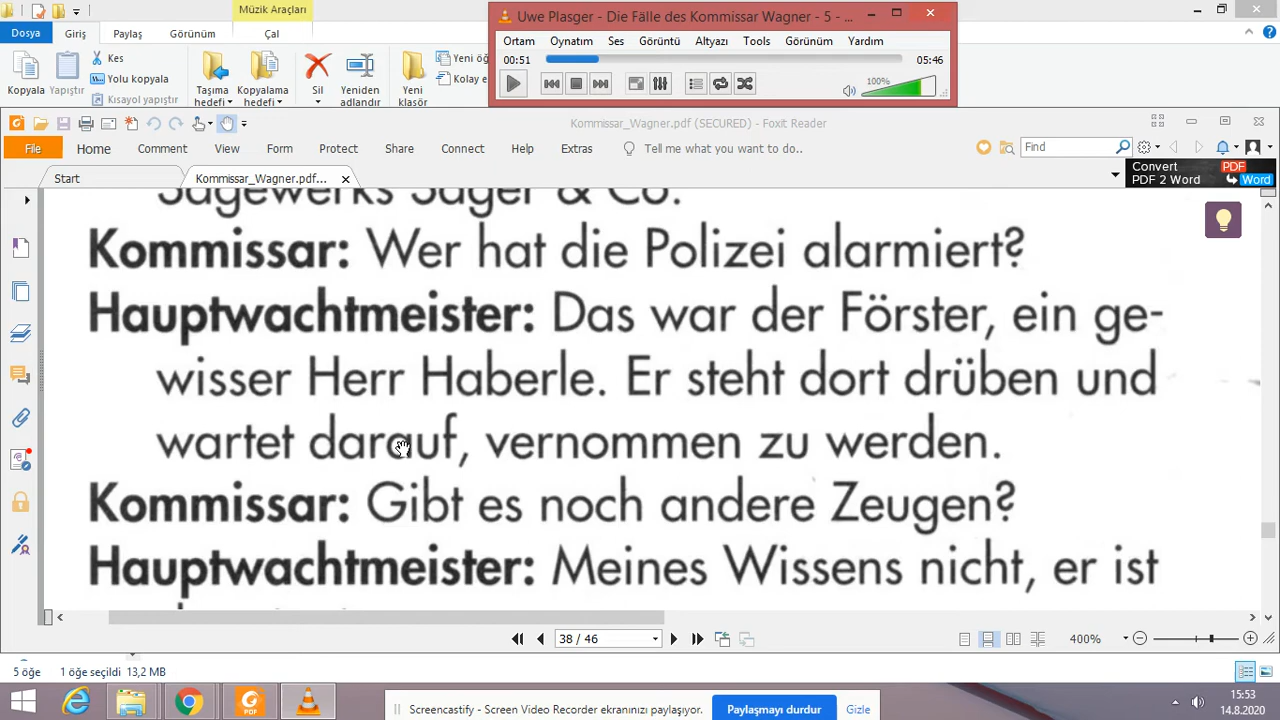 Müzik Araçları
Uwe Plasger - Die Fälle des Kommissar Wagner - 5 - ...
Dosya Giriş Paylaş Görünüm Çal
Ortam Oynatım Ses Görüntü Altyazı Tools Görünüm Yardım
00:51 05:46
100%
Kes
Yolu kopyala
Kısayol yapıştır
Kopyala Yapıştır
Taşıma hedefi
Kopyalama hedefi
Sil
Yeniden adlandır
Yeni klasör
Yeni öğ
Kolay e
Kommissar_Wagner.pdf (SECURED) - Foxit Reader
File Home Comment View Form Protect Share Connect Help Extras Tell me what you want to do.. Find
Start Kommissar_Wagner.pdf... Convert PDF
PDF 2 Word Word
Sägewerks Sager & Co.
Kommissar: Wer hat die Polizei alarmiert?
Hauptwachtmeister: Das war der Förster, ein ge-
wisser Herr Haberle. Er steht dort drüben und
wartet darauf, vernommen zu werden.
Kommissar: Gibt es noch andere Zeugen?
Hauptwachtmeister: Meines Wissens nicht, er ist
38 / 46 400%
5 öğe 1 öğe seçildi 13,2 MB
PDF
Screencastify - Screen Video Recorder ekranınızı paylaşıyor. Paylaşmayı durdur Gizle
15:53
14.8.2020